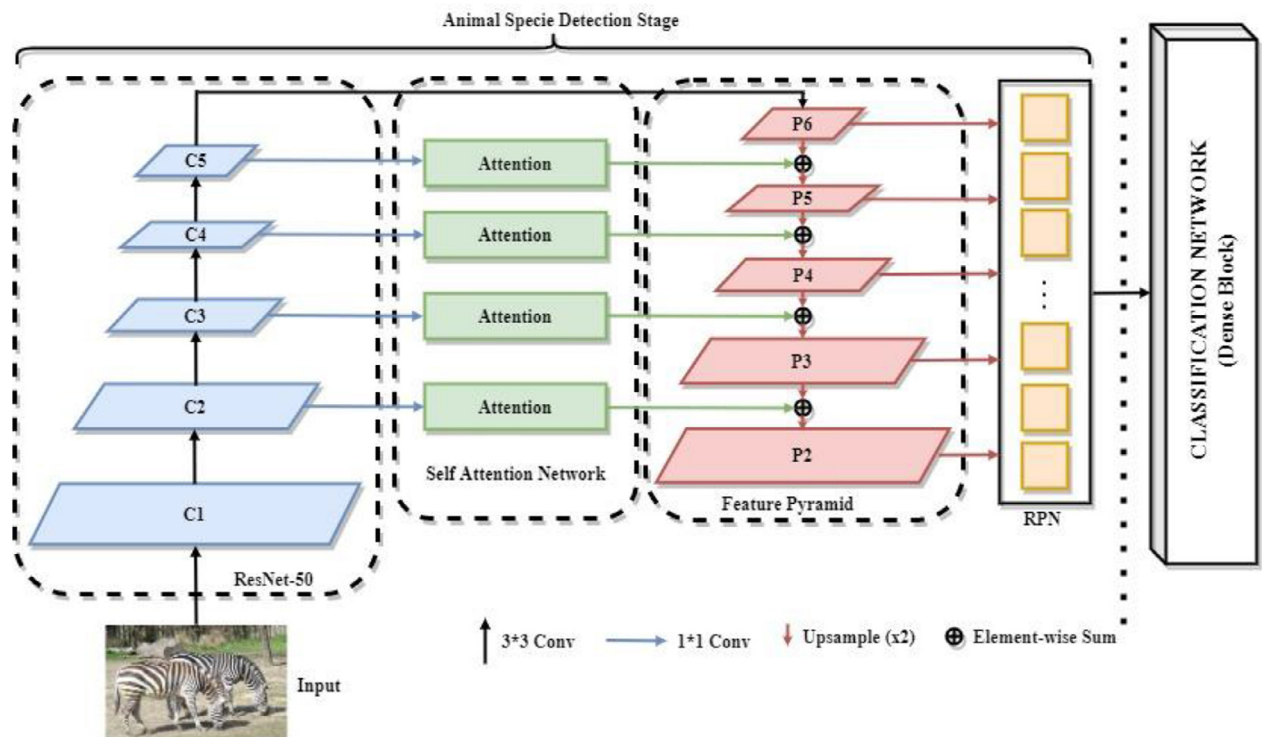 Animal Specie Detection Stage
C5
C4
C3
C2
C1
ResNet-50
Input
Attention
Attention
Attention
Attention
Self Attention Network
P6
P5
P4
P3
P2
Feature Pyramid
RPN
CLASSIFICATION NETWORK
(Dense Block)
3*3 Conv
1*1 Conv
Upsample (x2)
Element-wise Sum